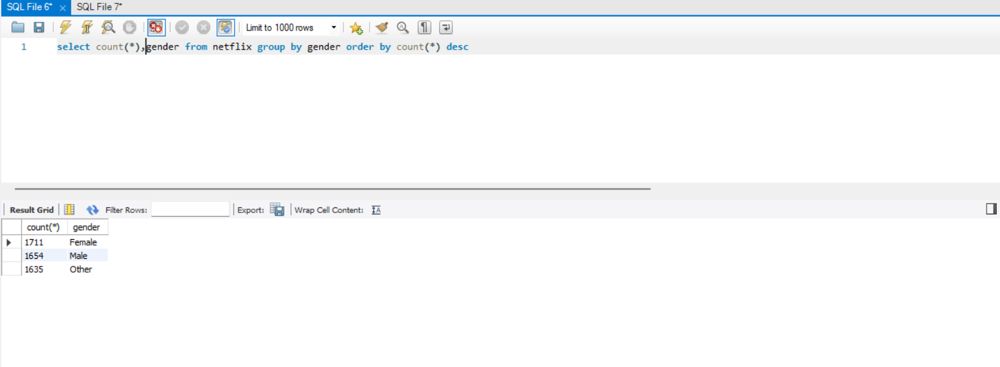 SQL File 6* SQL File 7*
Limit to 1000 rows
1 select count(*),gender from netflix group by gender order by count(*) desc
Result Grid Filter Rows: Export: Wrap Cell Content:
count(*) gender
1711 Female
1654 Male
1635 Other